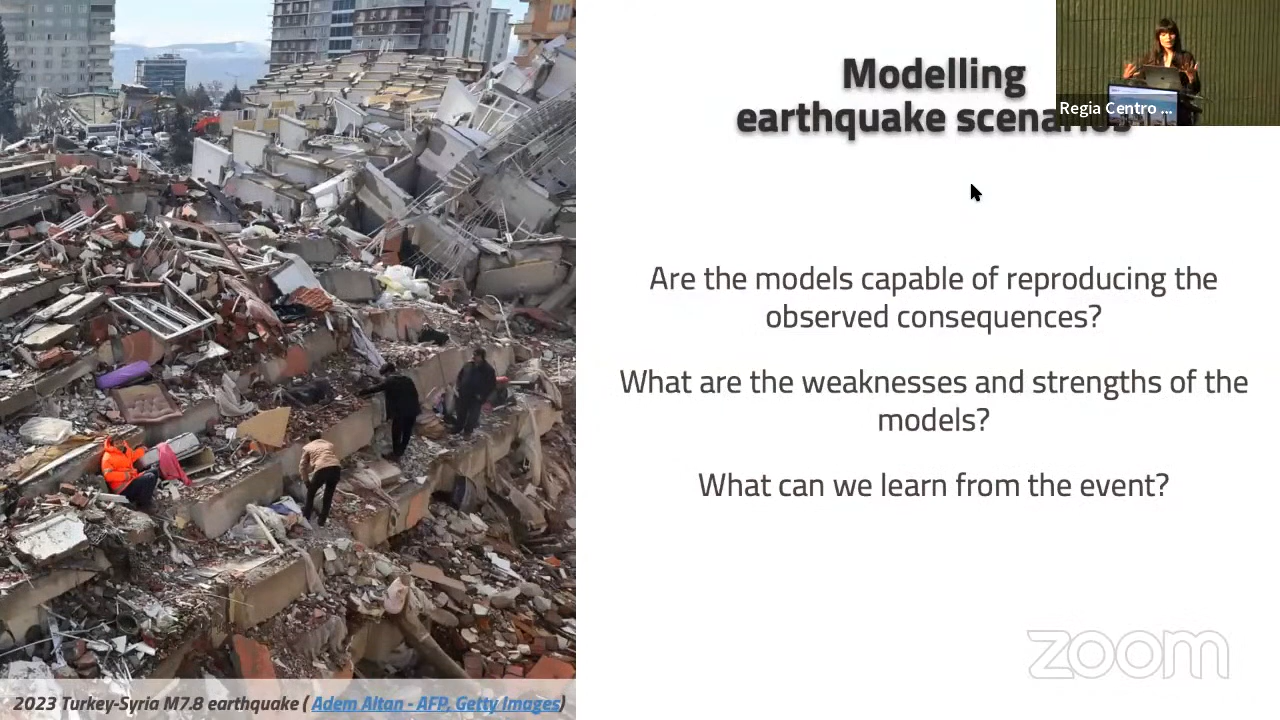 Modelling
earthquake scenarios
Regia Centro ...
Are the models capable of reproducing the
observed consequences?
What are the weaknesses and strengths of the
models?
What can we learn from the event?
zoom
2023 Turkey-Syria M7.8 earthquake ( Adem Altan - AFP, Getty Images)